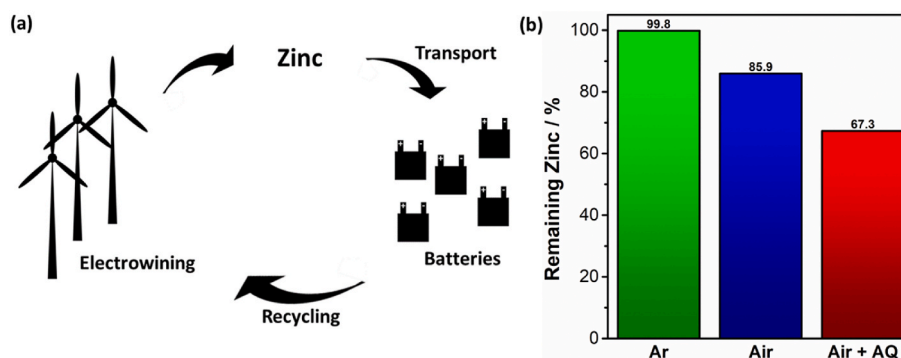 (a)
Zinc
Transport
Electrowining
Batteries
Recycling
(b)
Remaining Zinc / %
100
80
60
40
20
0
99.8
85.9
67.3
Ar
Air
Air + AQ